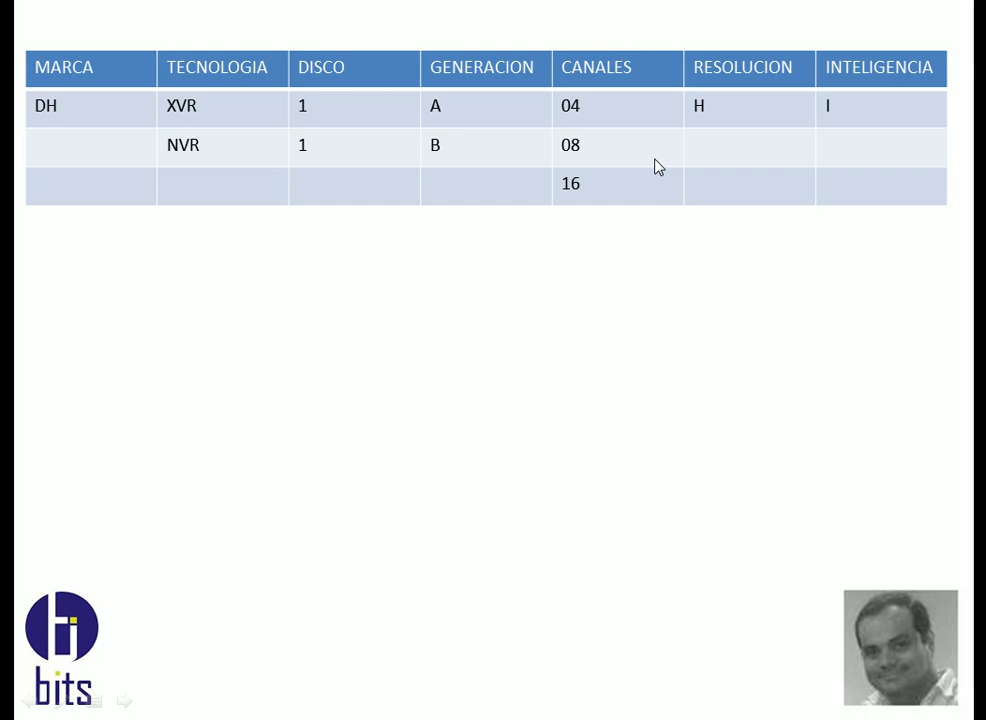 MARCA TECNOLOGIA DISCO GENERACION CANALES RESOLUCION INTELIGENCIA
DH XVR 1 A 04 H I
NVR 1 B 08
16
bits